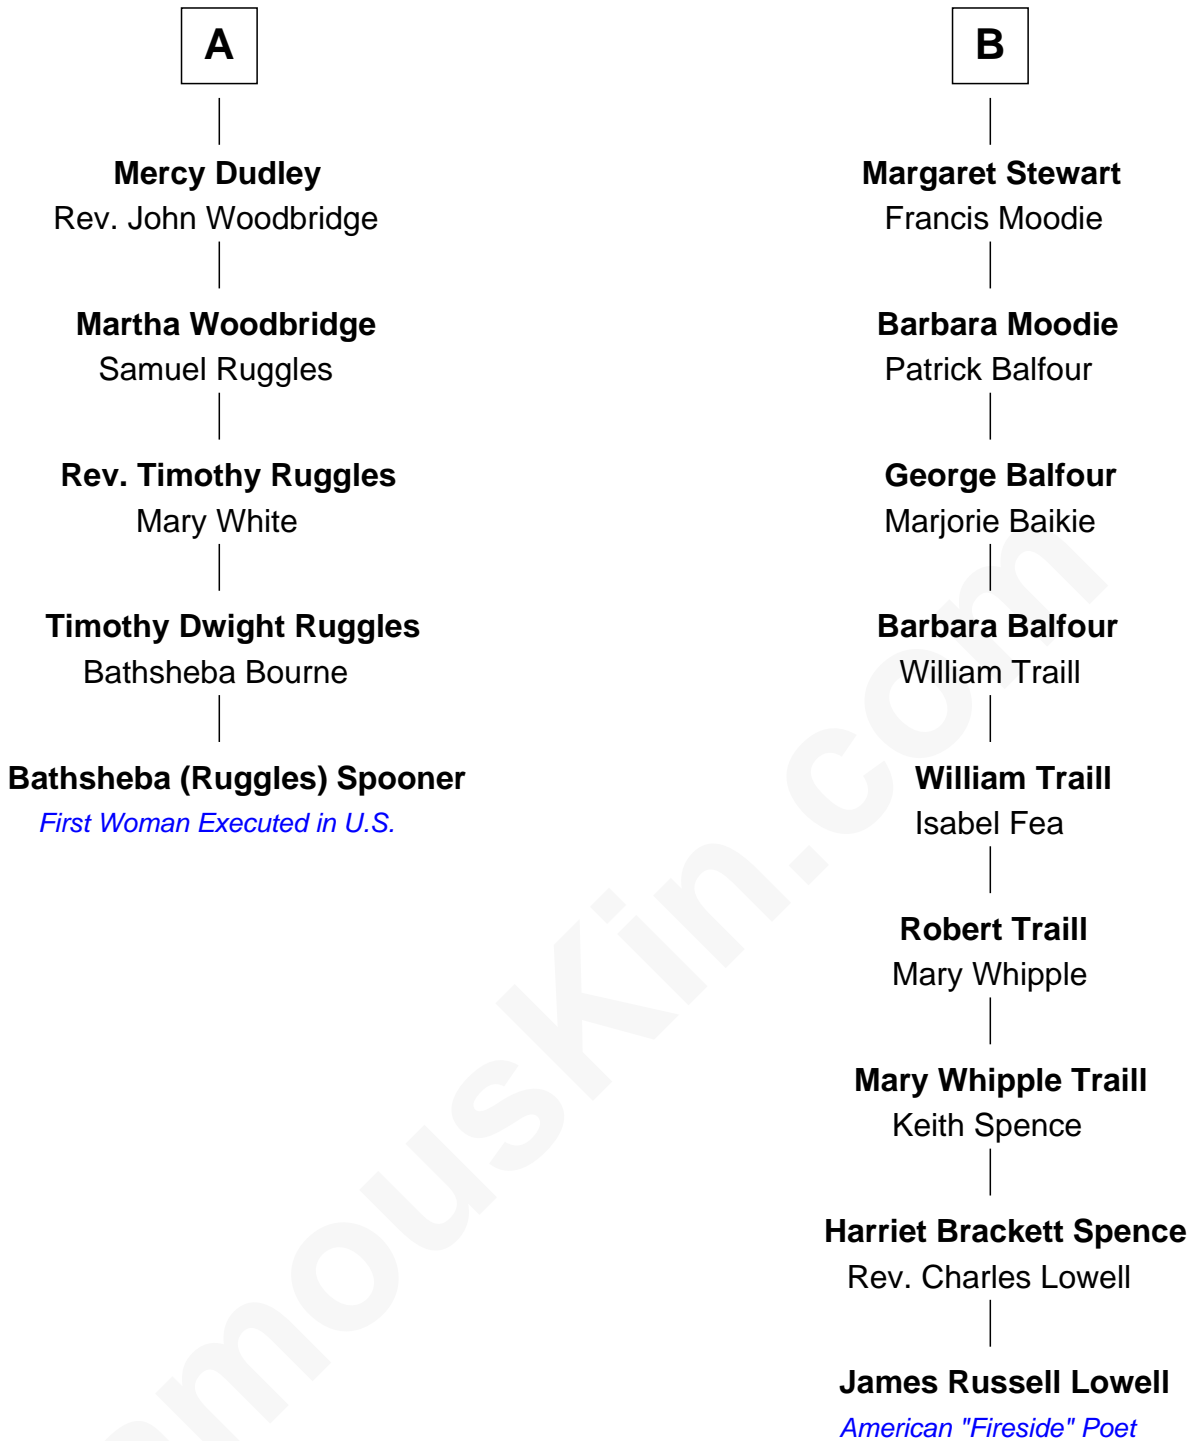 A
Mercy Dudley
Rev. John Woodbridge
Martha Woodbridge
Samuel Ruggles
Rev. Timothy Ruggles
Mary White
Timothy Dwight Ruggles
Bathsheba Bourne
Bathsheba (Ruggles) Spooner
First Woman Executed in U.S.
B
Margaret Stewart
Francis Moodie
Barbara Moodie
Patrick Balfour
George Balfour
Marjorie Baikie
Barbara Balfour
William Traill
William Traill
Isabel Fea
Robert Traill
Mary Whipple
Mary Whipple Traill
Keith Spence
Harriet Brackett Spence
Rev. Charles Lowell
James Russell Lowell
American "Fireside" Poet
amousKin.com